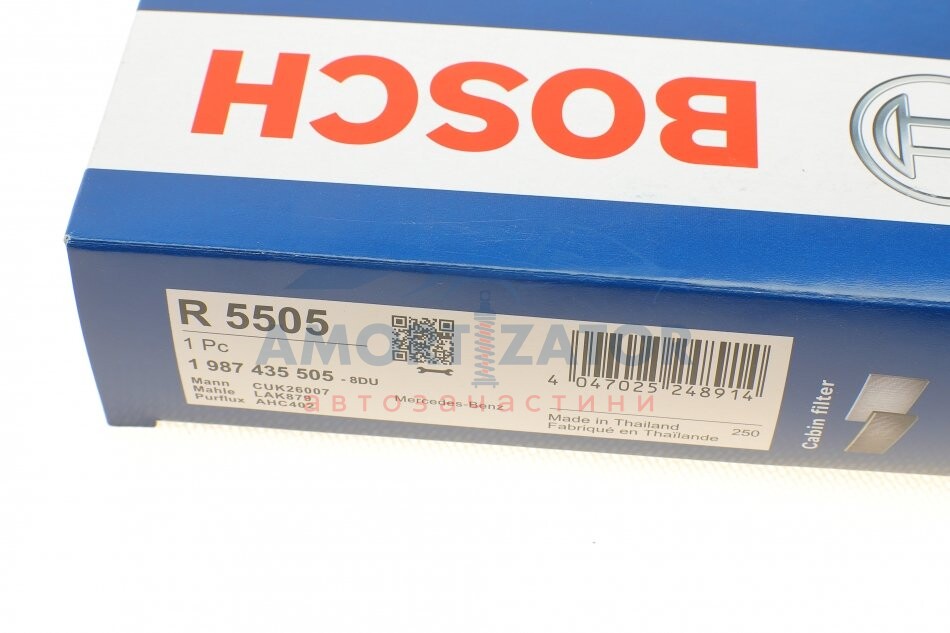 BOSCH
R 5505
1 Pc
1 987 435 505 - 8DU
Mann CUK26007
Mahle LAK879
Purflux AHC402
Mercedes-Benz
4 047025 248914
Made in Thailand
Fabriqué en Thaïlande
250
Cabin filter
AMORTIZATOR
автозапчастини